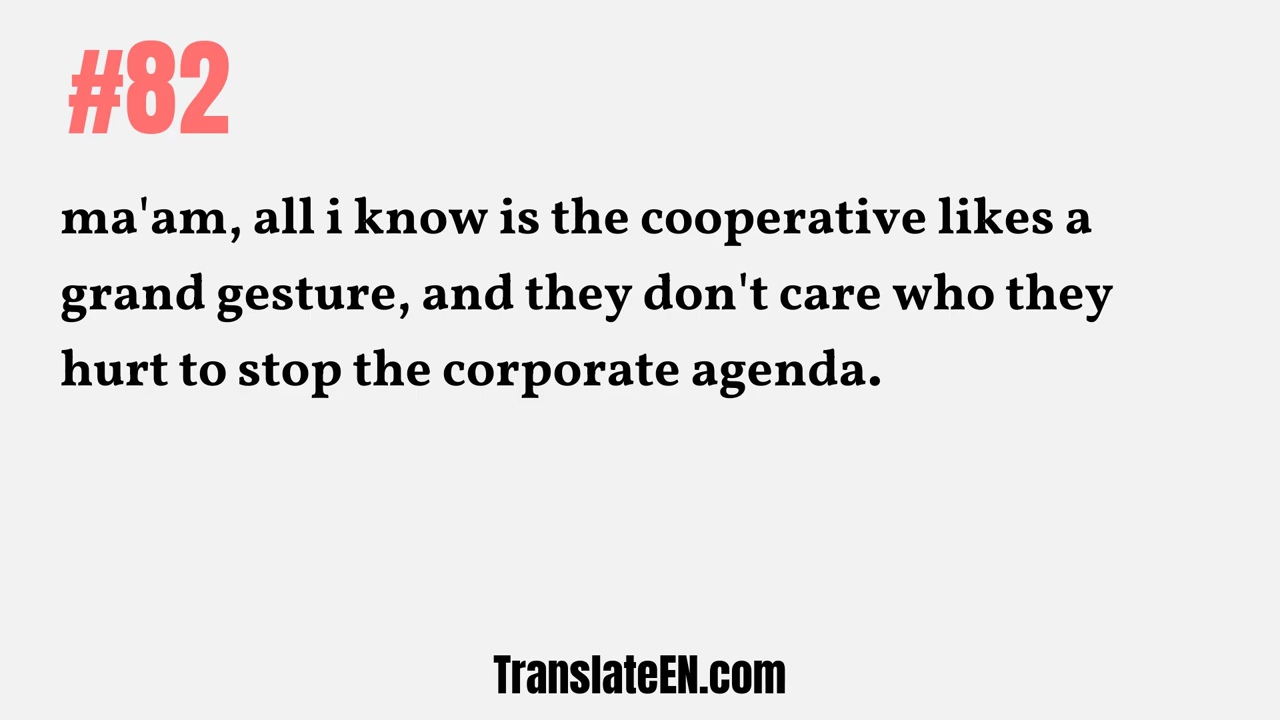 #82
ma'am, all i know is the cooperative likes a
grand gesture, and they don't care who they
hurt to stop the corporate agenda.
TranslateEN.com